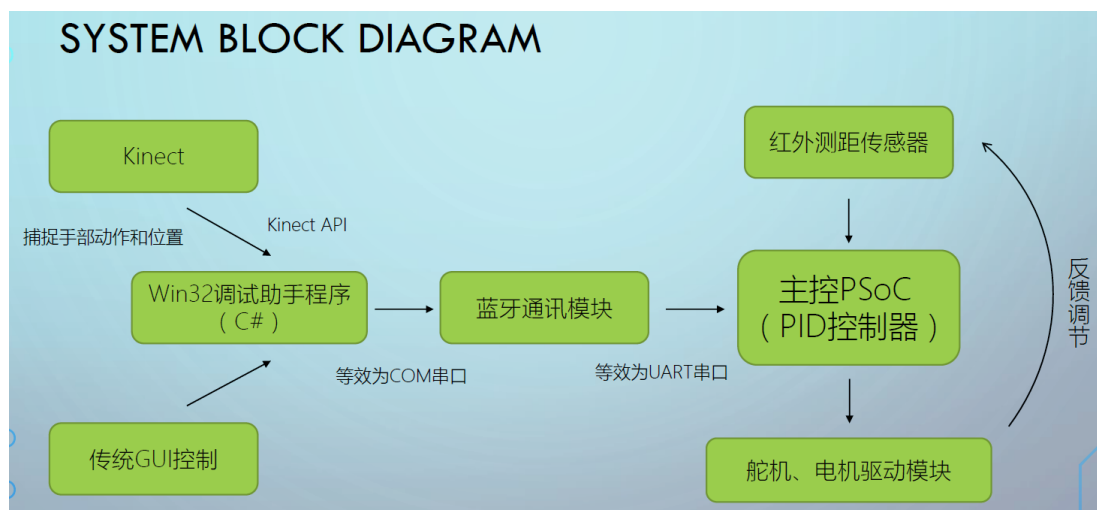 SYSTEM BLOCK DIAGRAM
Kinect
红外测距传感器
捕捉手部动作和位置
Kinect API
Win32调试助手程序
（C#）
蓝牙通讯模块
主控PSoC
（PID控制器）
反馈调节
等效为COM串口
等效为UART串口
传统GUI控制
舵机、电机驱动模块